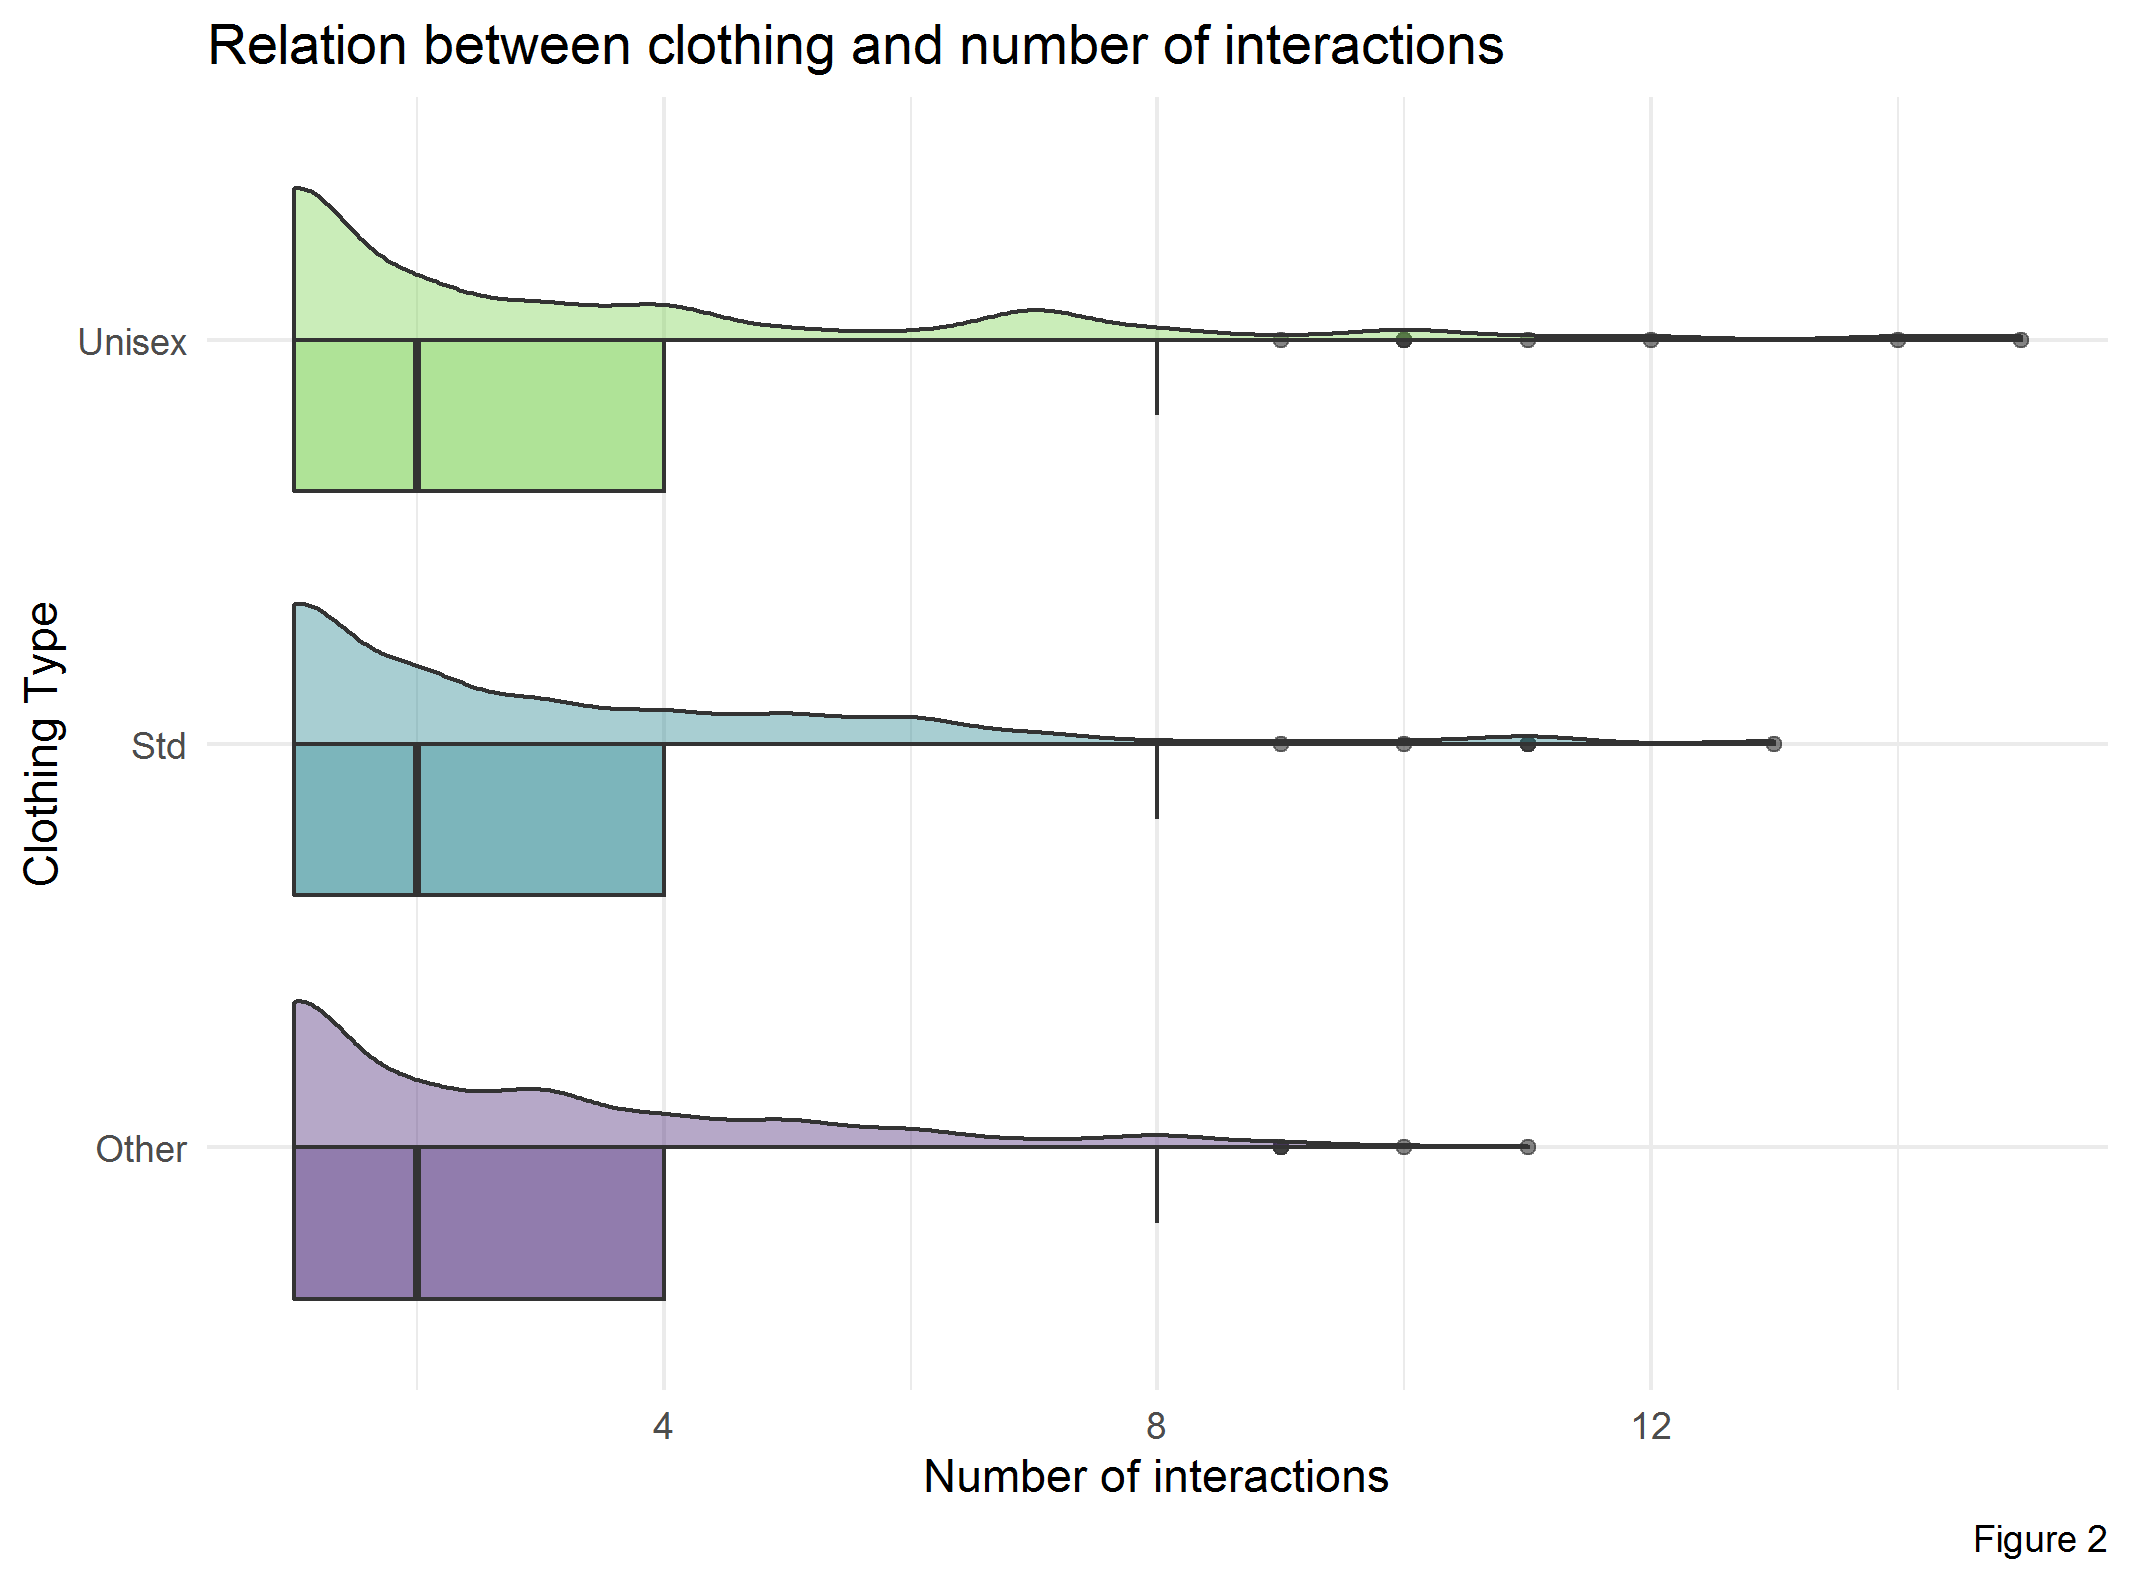 Relation between clothing and number of interactions
Clothing Type
Unisex
Std
Other
4 8 12
Number of interactions
Figure 2